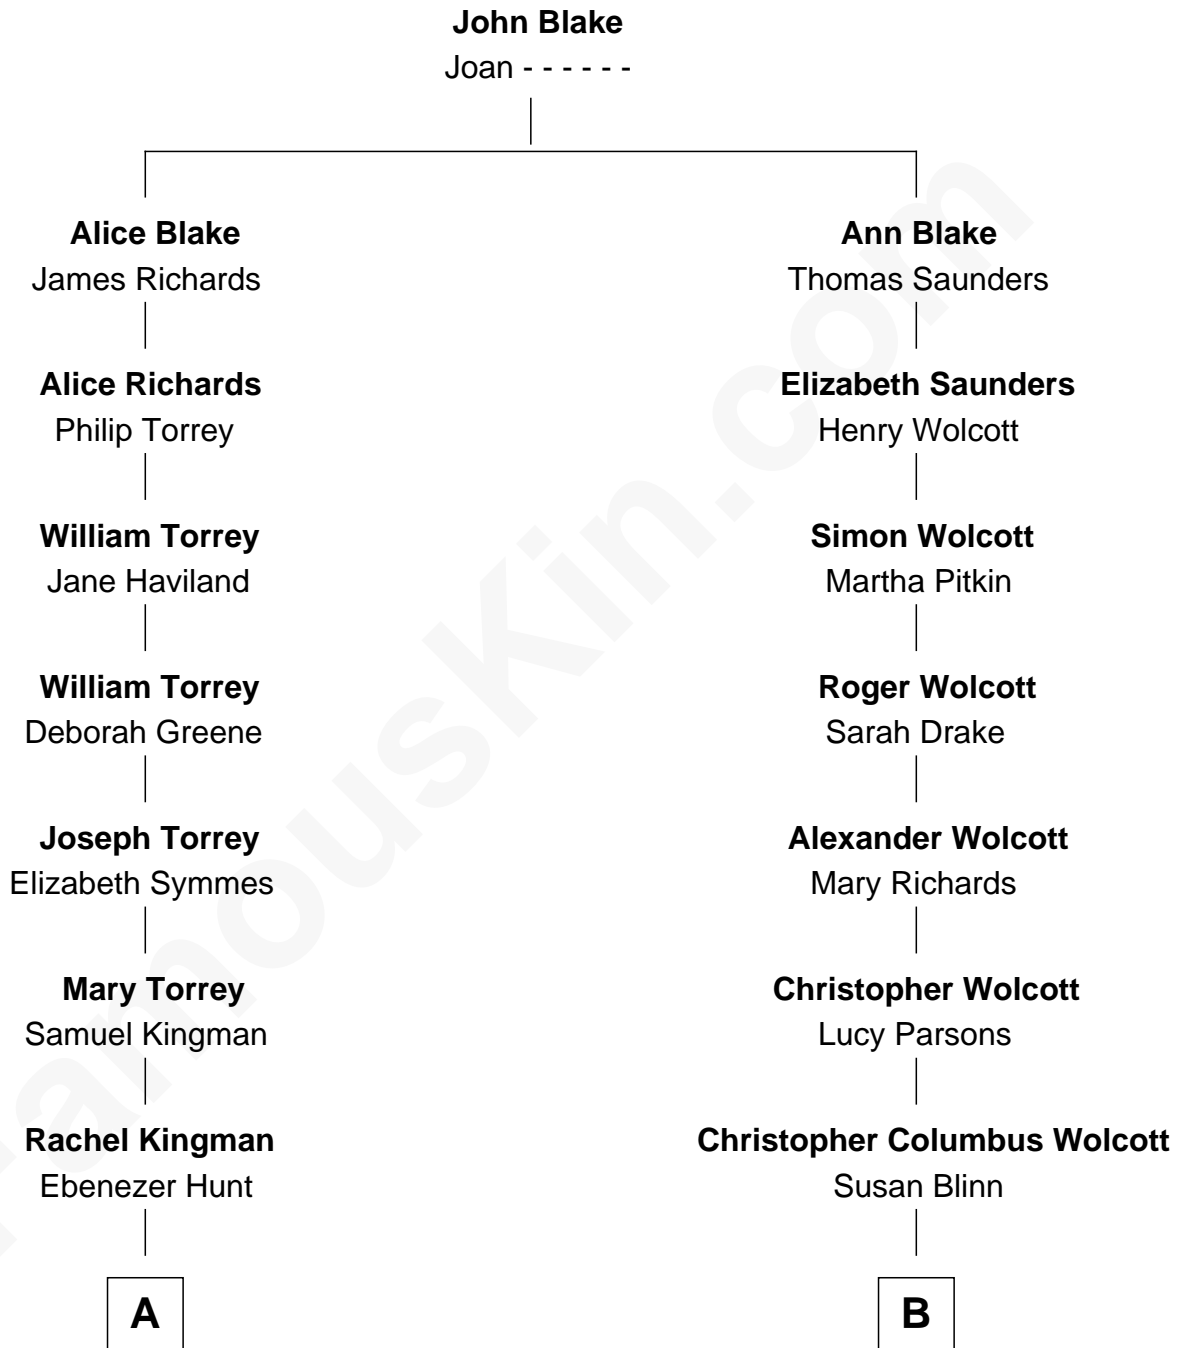 John Blake
Joan - - - - - -
Alice Blake
James Richards
Ann Blake
Thomas Saunders
Alice Richards
Philip Torrey
Elizabeth Saunders
Henry Wolcott
William Torrey
Jane Haviland
Simon Wolcott
Martha Pitkin
William Torrey
Deborah Greene
Roger Wolcott
Sarah Drake
Joseph Torrey
Elizabeth Symmes
Alexander Wolcott
Mary Richards
Mary Torrey
Samuel Kingman
Christopher Wolcott
Lucy Parsons
Rachel Kingman
Ebenezer Hunt
Christopher Columbus Wolcott
Susan Blinn
A
B
FamousKin.com